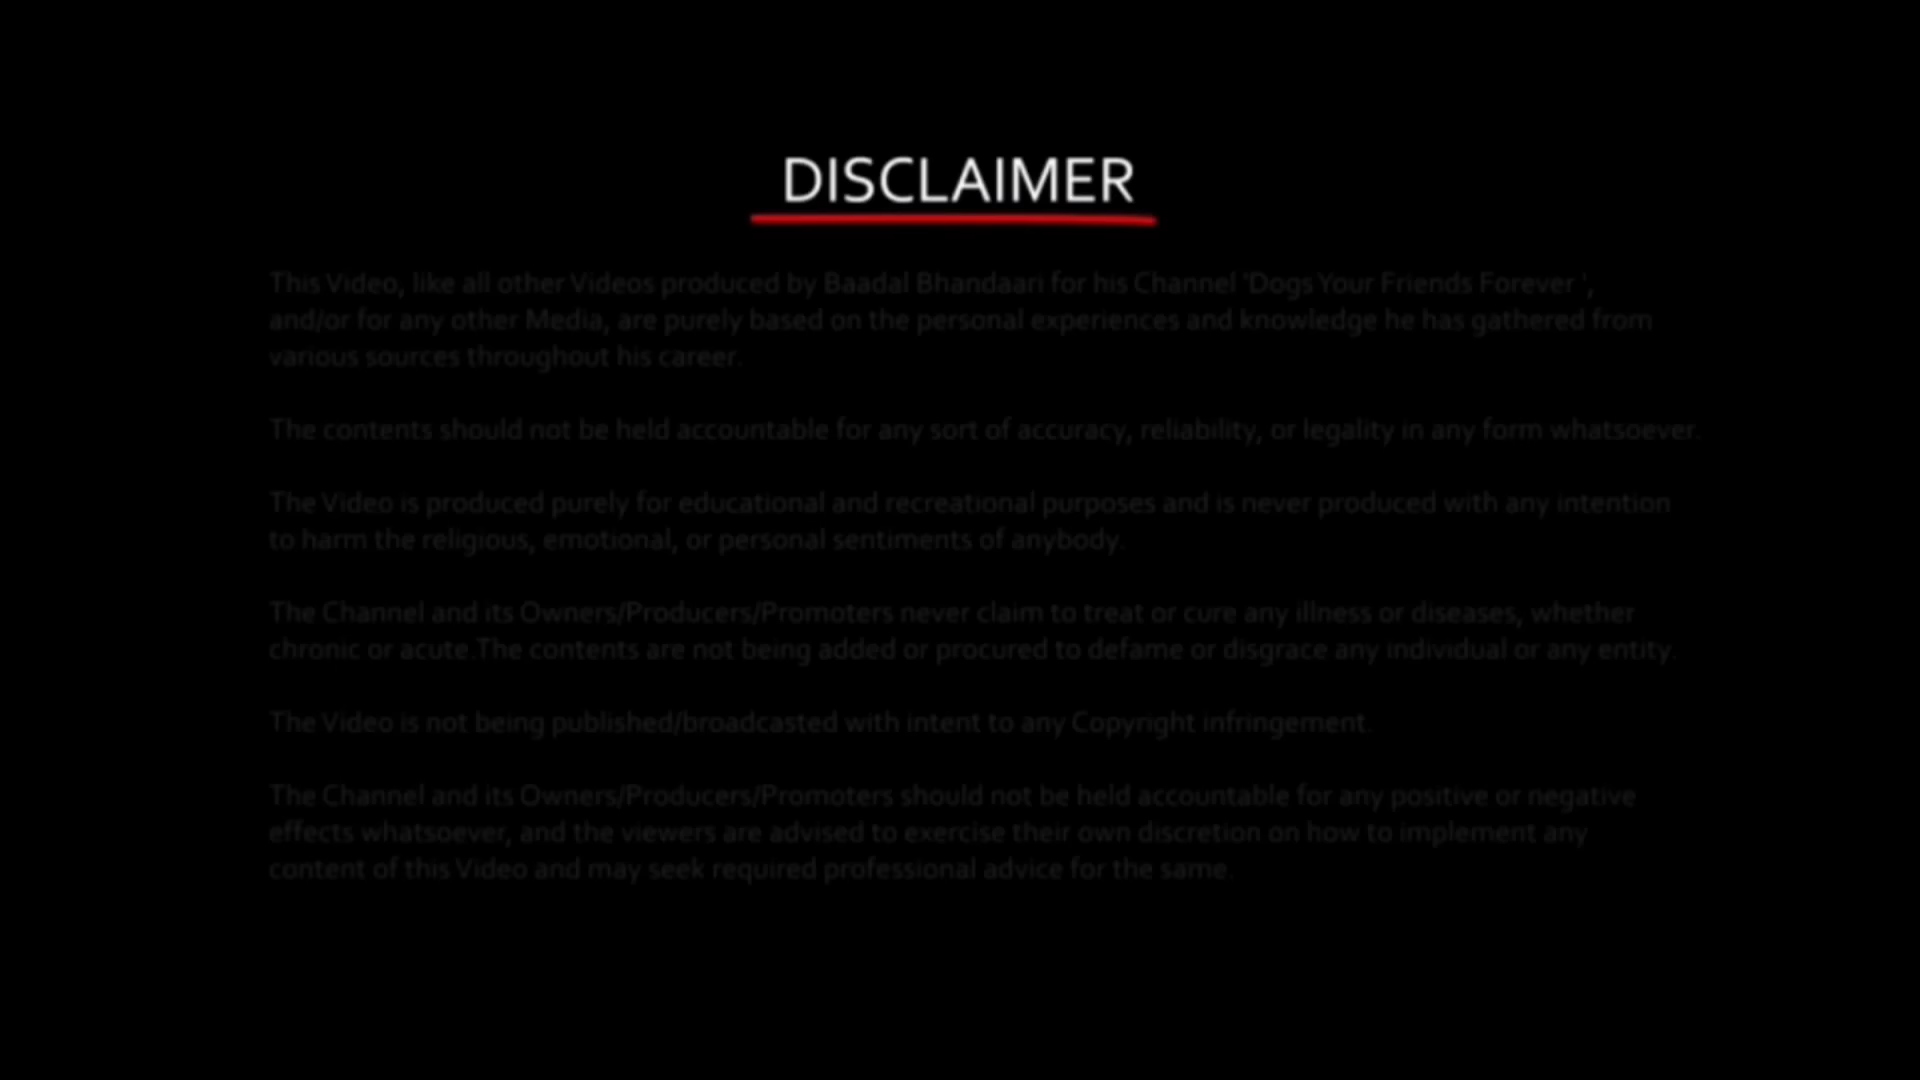 DISCLAIMER
This Video, like all other Videos produced by Baadal Bhandaari for his Channel 'Dogs Your Friends Forever ',
and/or for any other Media, are purely based on the personal experiences and knowledge he has gathered from
various sources throughout his career.
The contents should not be held accountable for any sort of accuracy, reliability, or legality in any form whatsoever.
The Video is produced purely for educational and recreational purposes and is never produced with any intention
to harm the religious, emotional, or personal sentiments of anybody.
The Channel and its Owners/Producers/Promoters never claim to treat or cure any illness or diseases, whether
chronic or acute.The contents are not being added or procured to defame or disgrace any individual or any entity.
The Video is not being published/broadcasted with intent to any Copyright infringement.
The Channel and its Owners/Producers/Promoters should not be held accountable for any positive or negative
effects whatsoever, and the viewers are advised to exercise their own discretion on how to implement any
content of this Video and may seek required professional advice for the same.